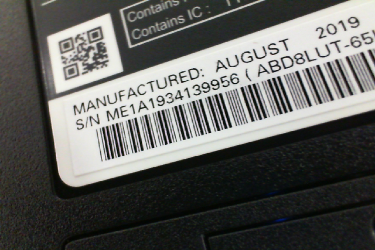 Contains
Contains IC :
MANUFACTURED: AUGUST 2019
S/N ME1A1934139956 ( ABD8LUT-65